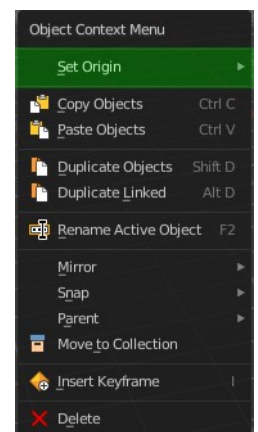 Object Context Menu
Set Origin
Copy Objects Ctrl C
Paste Objects Ctrl V
Duplicate Objects Shift D
Duplicate Linked Alt D
Rename Active Object F2
Mirror
Snap
Parent
Move to Collection
Insert Keyframe I
Delete